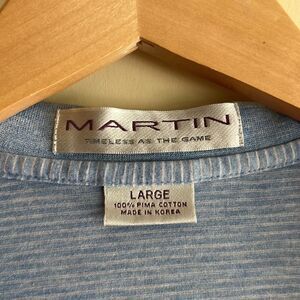 MARTIN
TIMELESS AS THE GAME
LARGE
100% PIMA COTTON
MADE IN KOREA